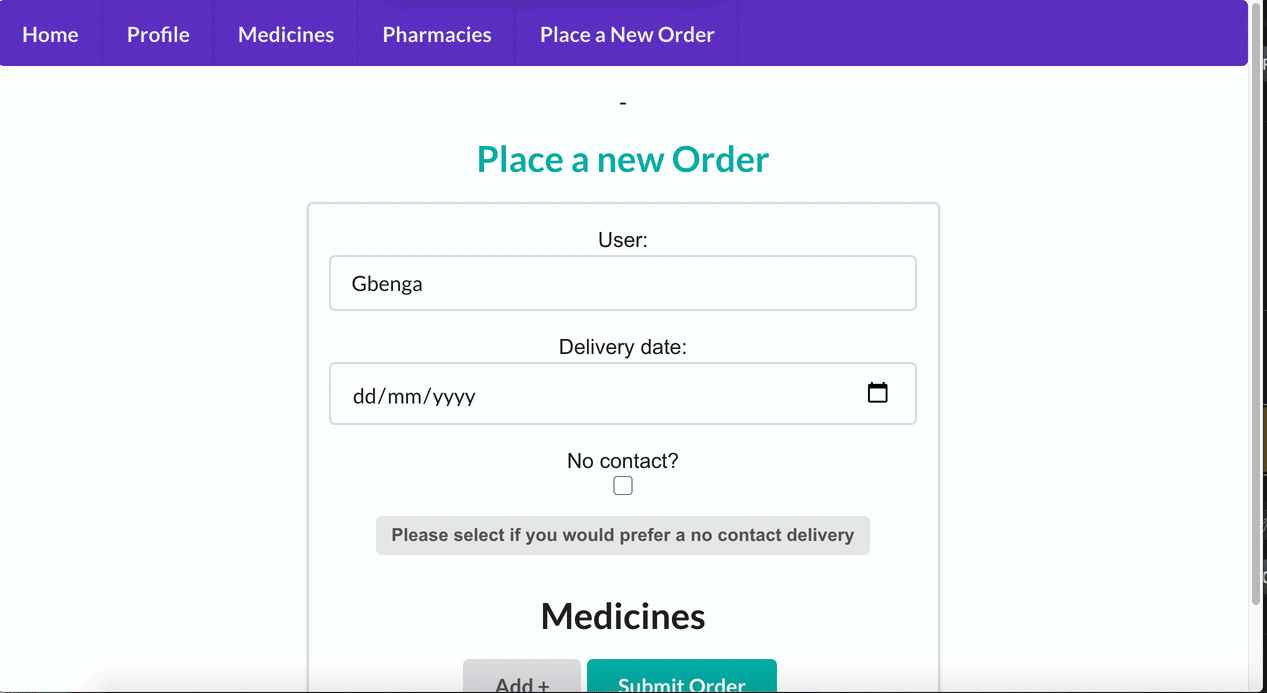 Home Profile Medicines Pharmacies Place a New Order
-
Place a new Order
User:
Gbenga
Delivery date:
dd/mm/yyyy
No contact?
Please select if you would prefer a no contact delivery
Medicines
Add + Submit Order